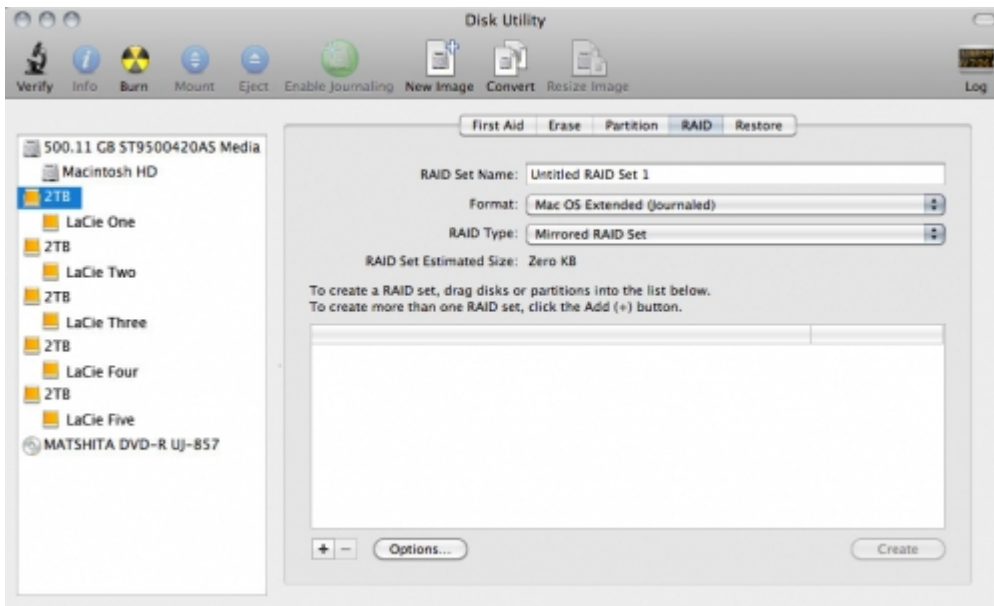 Disk Utility
Verify Info Burn Mount Eject Enable Journaling New Image Convert Resize Image Log
First Aid Erase Partition RAID Restore
500.11 GB ST9500420AS Media
Macintosh HD
2TB
LaCie One
2TB
LaCie Two
2TB
LaCie Three
2TB
LaCie Four
2TB
LaCie Five
MATSHITA DVD-R UJ-857
RAID Set Name: Untitled RAID Set 1
Format: Mac OS Extended (Journaled)
RAID Type: Mirrored RAID Set
RAID Set Estimated Size: Zero KB
To create a RAID set, drag disks or partitions into the list below.
To create more than one RAID set, click the Add (+) button.
+ − Options... Create